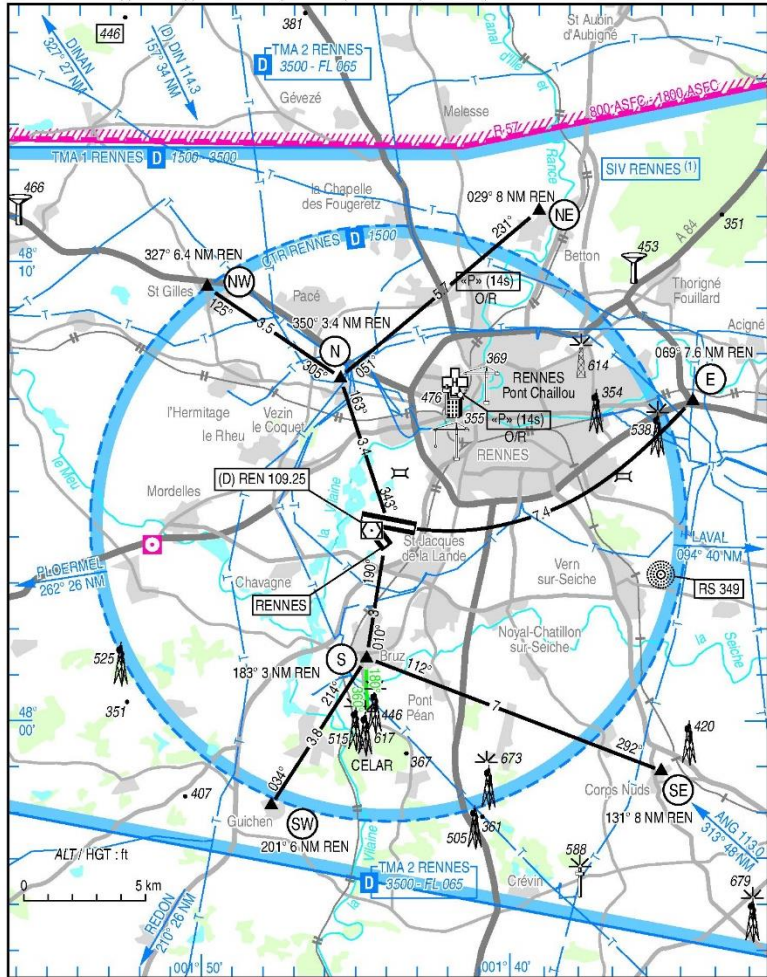 446
381
TMA 2 RENNES
D 3500 - FL 065
St Aubin
d'Aubigné
Canal d'Ille et
Rance
DINAN
327° 27 NM
(D) DIN 114.3
157° 34 NM
Gévezé
Melesse
R 57
800 ASFC - 1800 ASFC
TMA 1 RENNES D 1500 - 3500
SIV RENNES (1)
466
la Chapelle
des Fougeretz
029° 8 NM REN
NE
A 84
351
48°
10'
327° 6.4 NM REN
CTR RENNES D 1500
231°
Betton
453
NW
St Gilles
Pacé
5.7
«P» (14s)
O/R
Thorigné
Fouillard
125°
3.5
305°
350° 3.4 NM REN
N
051°
Acigné
069° 7.6 NM REN
E
163°
369
614
RENNES
Pont Chaillou
476
355
354
l'Hermitage
le Rheu
Vezin
le Coquet
«P» (14s)
O/R
538
le Meu
3.4
RENNES
(D) REN 109.25
343°
la Vilaine
Mordelles
7.4
St Jacques
de la Lande
LAVAL
094° 40 NM
PLOERMEL
262° 26 NM
Chavagne
190°
Vern
sur-Seiche
RS 349
RENNES
3
010°
Noyal-Chatillon
sur-Seiche
la
Seiche
S
Bruz
183° 3 NM REN
112°
525
214°
180°
360°
Pont
Péan
7
351
48°
00'
3.8
446
515
617
420
292°
CELAR
367
673
407
034°
Corps Nuds
SE
Guichen
SW
201° 6 NM REN
131° 8 NM REN
505
361
ANG 113.0
313° 48 NM
ALT / HGT : ft
0 5 km
la Vilaine
TMA 2 RENNES
D 3500 - FL 065
588
Crévin
679
REDON
210° 26 NM
001° 50'
001° 40'